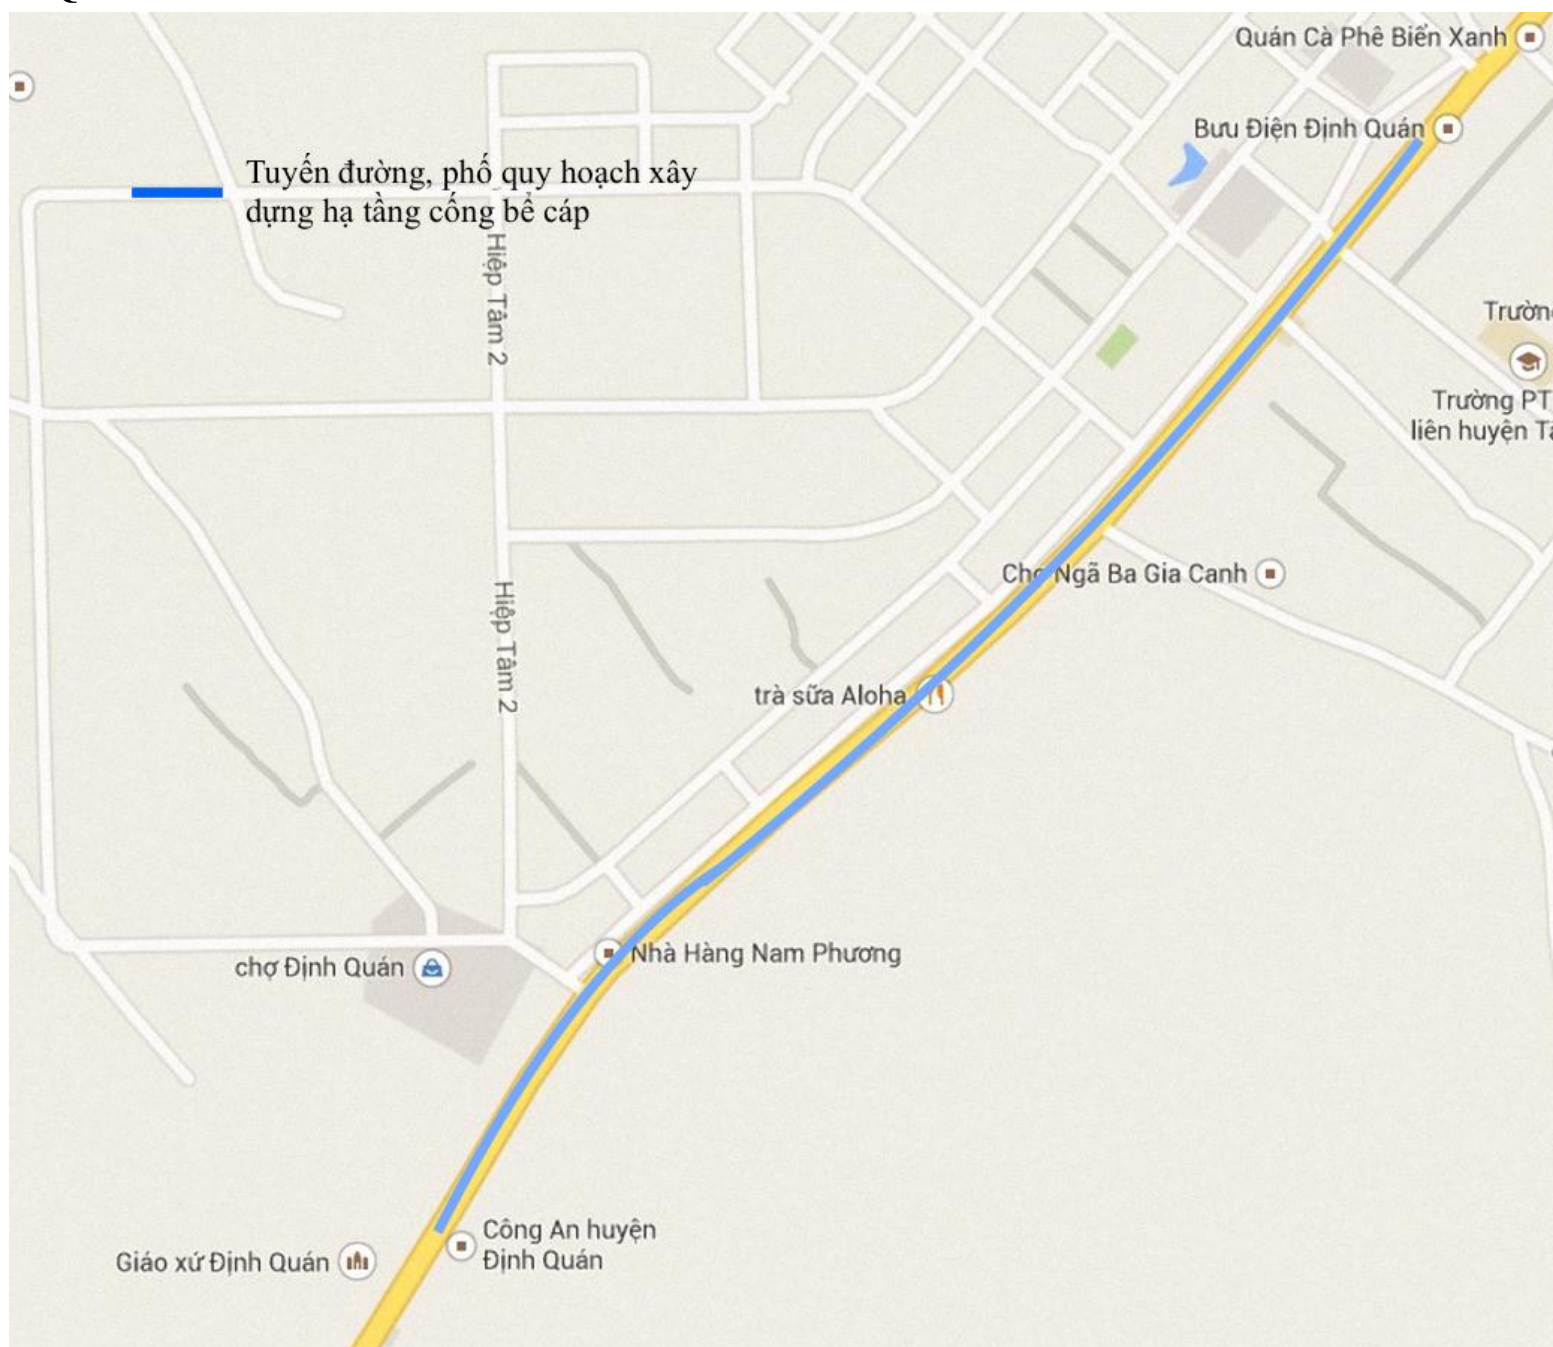 Quán Cà Phê Biển Xanh
Bưu Điện Định Quán
Tuyến đường, phố quy hoạch xây
dựng hạ tầng cống bể cáp
Hiệp Tâm 2
Trường
Trường PT
liên huyện Tâ
Chợ Ngã Ba Gia Canh
Hiệp Tâm 2
trà sữa Aloha
Nhà Hàng Nam Phương
chợ Định Quán
Công An huyện
Định Quán
Giáo xứ Định Quán